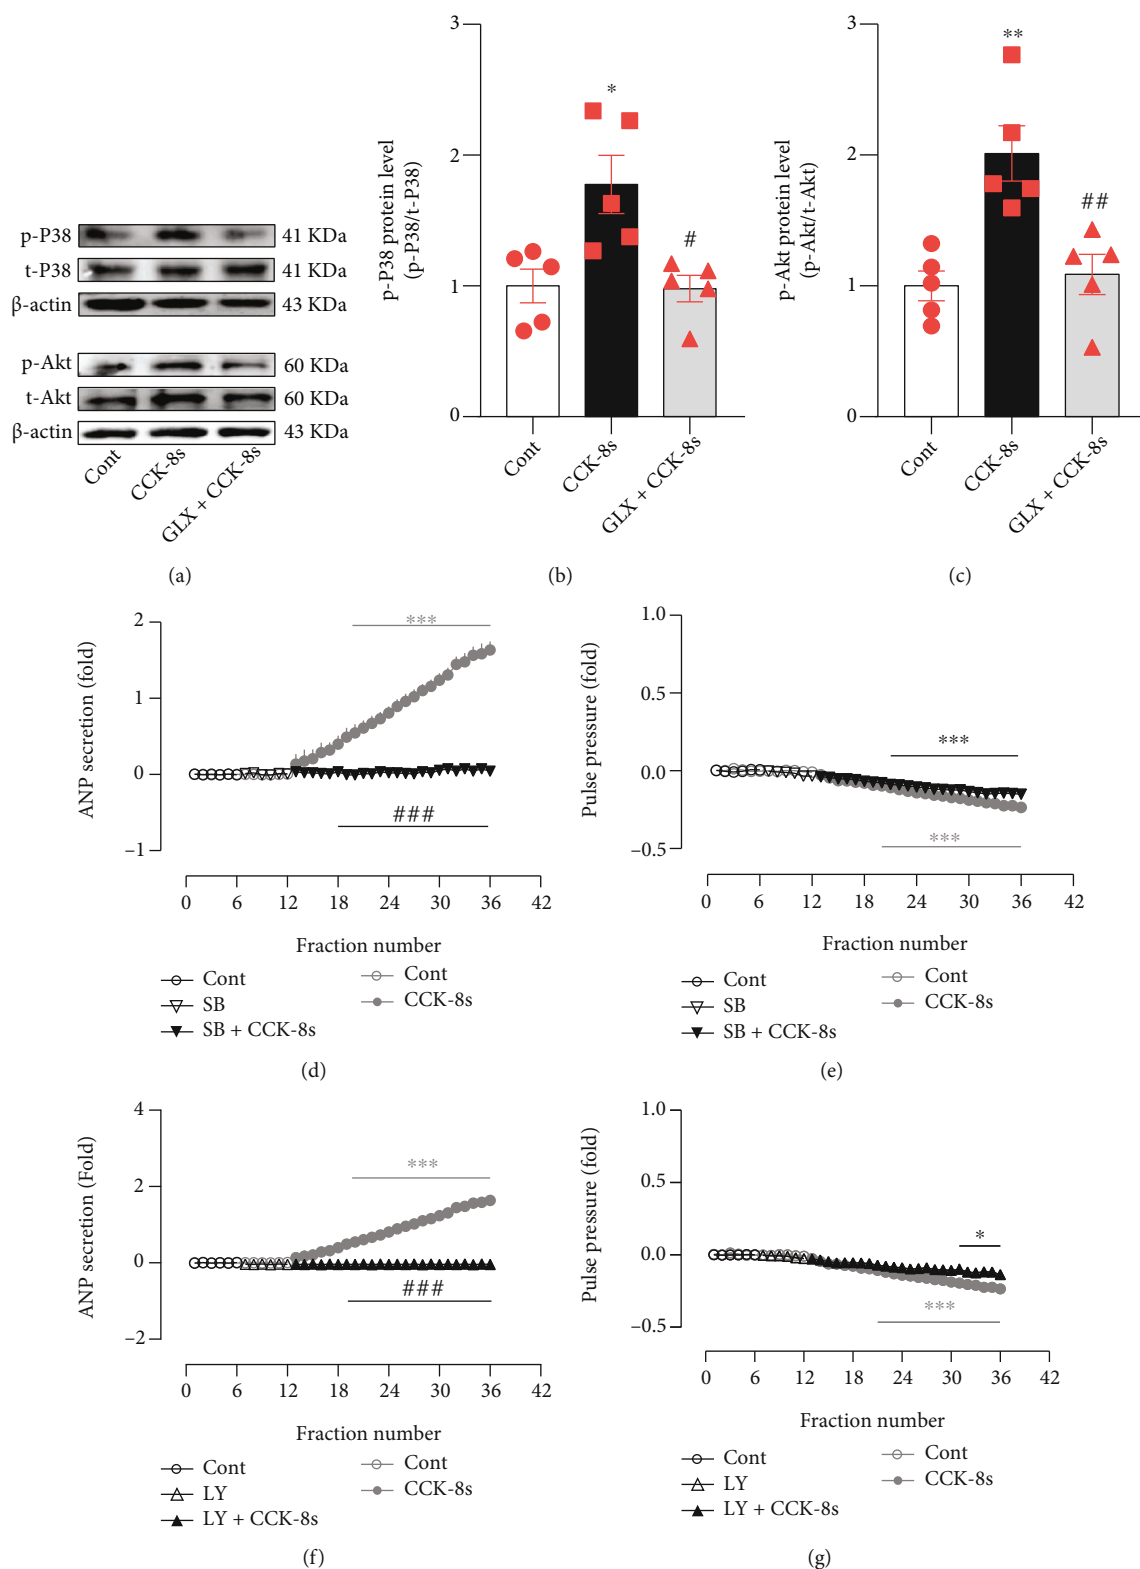 p-P38
41 KDa
t-P38
41 KDa
β-actin
43 KDa
p-Akt
60 KDa
t-Akt
60 KDa
β-actin
43 KDa
Cont
CCK-8s
GLX + CCK-8s
(a)
p-P38 protein level
(p-P38/t-P38)
3
2
1
0
*
#
Cont
CCK-8s
GLX + CCK-8s
(b)
p-Akt protein level
(p-Akt/t-Akt)
3
2
1
0
**
##
Cont
CCK-8s
GLX + CCK-8s
(c)
ANP secretion (fold)
2
1
0
−1
***
###
0 6 12 18 24 30 36 42
Fraction number
Cont
SB
SB + CCK-8s
Cont
CCK-8s
(d)
Pulse pressure (fold)
1.0
0.5
0.0
−0.5
***
***
0 6 12 18 24 30 36 42
Fraction number
Cont
SB
SB + CCK-8s
Cont
CCK-8s
(e)
ANP secretion (Fold)
4
2
0
−2
***
###
0 6 12 18 24 30 36 42
Fraction number
Cont
LY
LY + CCK-8s
Cont
CCK-8s
(f)
Pulse pressure (fold)
1.0
0.5
0.0
−0.5
*
***
0 6 12 18 24 30 36 42
Fraction number
Cont
LY
LY + CCK-8s
Cont
CCK-8s
(g)